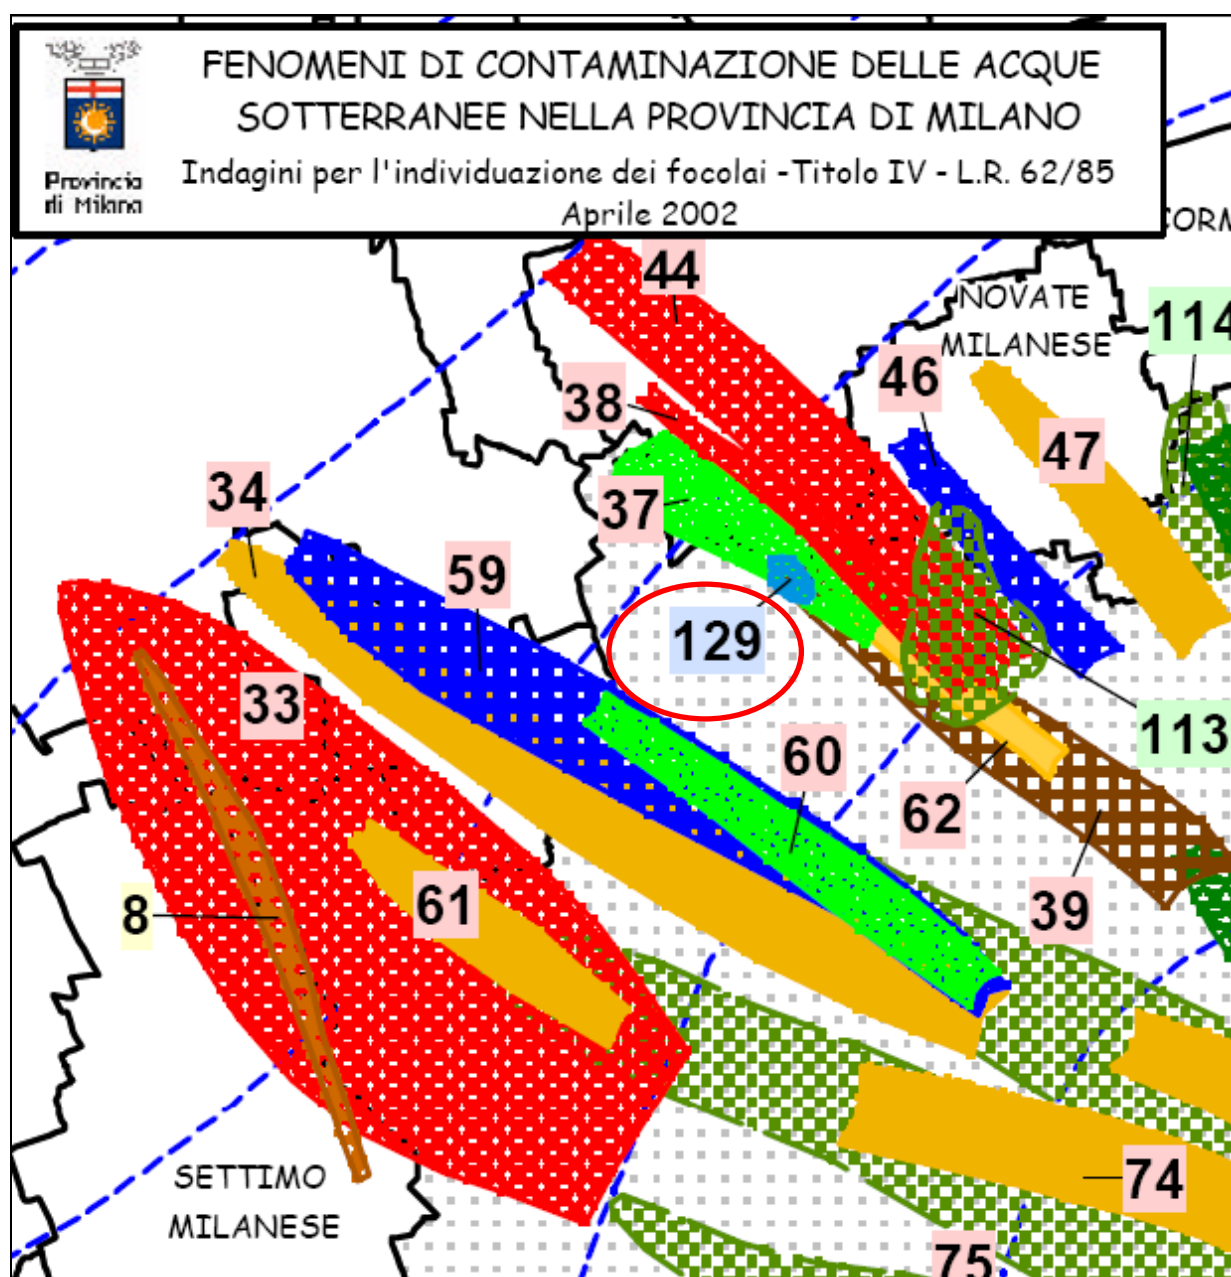 FENOMENI DI CONTAMINAZIONE DELLE ACQUE
SOTTERRANEE NELLA PROVINCIA DI MILANO
Indagini per l'individuazione dei focolai -Titolo IV - L.R. 62/85
Aprile 2002
Provincia
di Milano
CORM
44
NOVATE
MILANESE
114
38
46
47
34
37
59
129
33
60
113
62
8
61
39
SETTIMO
MILANESE
74
75